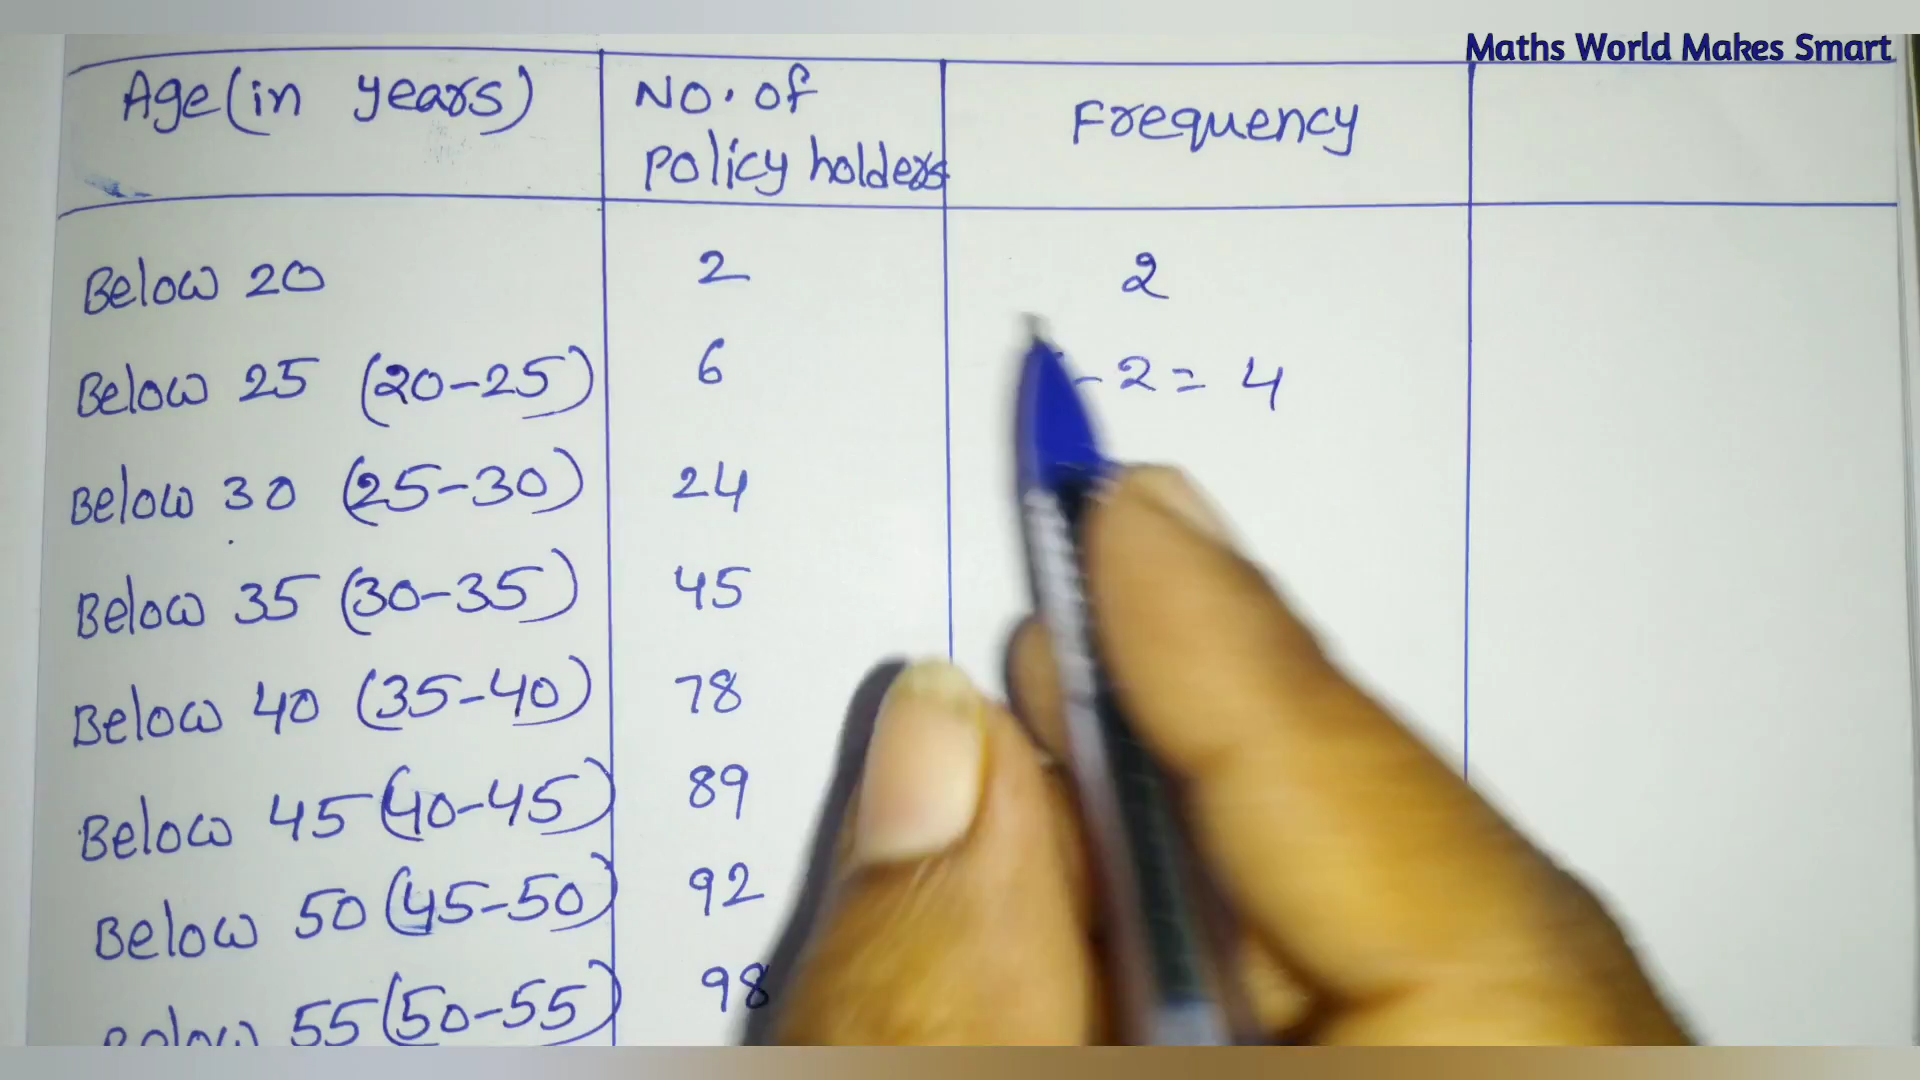 Maths World Makes Smart
Age (in years) No. of policy holders Frequency
Below 20 2 2
Below 25 (20-25) 6 - 2 = 4
Below 30 (25-30) 24
Below 35 (30-35) 45
Below 40 (35-40) 78
Below 45 (40-45) 89
Below 50 (45-50) 92
Below 55 (50-55) 98